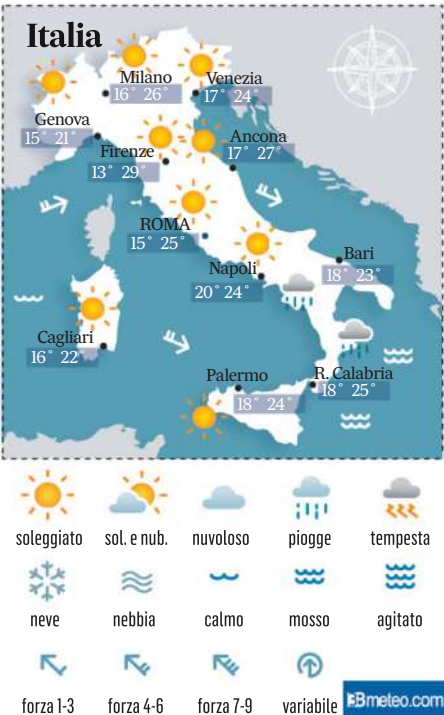 Italia
Milano
16° 26°
Venezia
17° 24°
Genova
15° 21°
Firenze
13° 29°
Ancona
17° 27°
ROMA
15° 25°
Napoli
20° 24°
Bari
18° 23°
Cagliari
16° 22°
Palermo
18° 24°
R. Calabria
18° 25°
soleggiato sol. e nub. nuvoloso piogge tempesta
neve nebbia calmo mosso agitato
forza 1-3 forza 4-6 forza 7-9 variabile
3Bmeteo.com